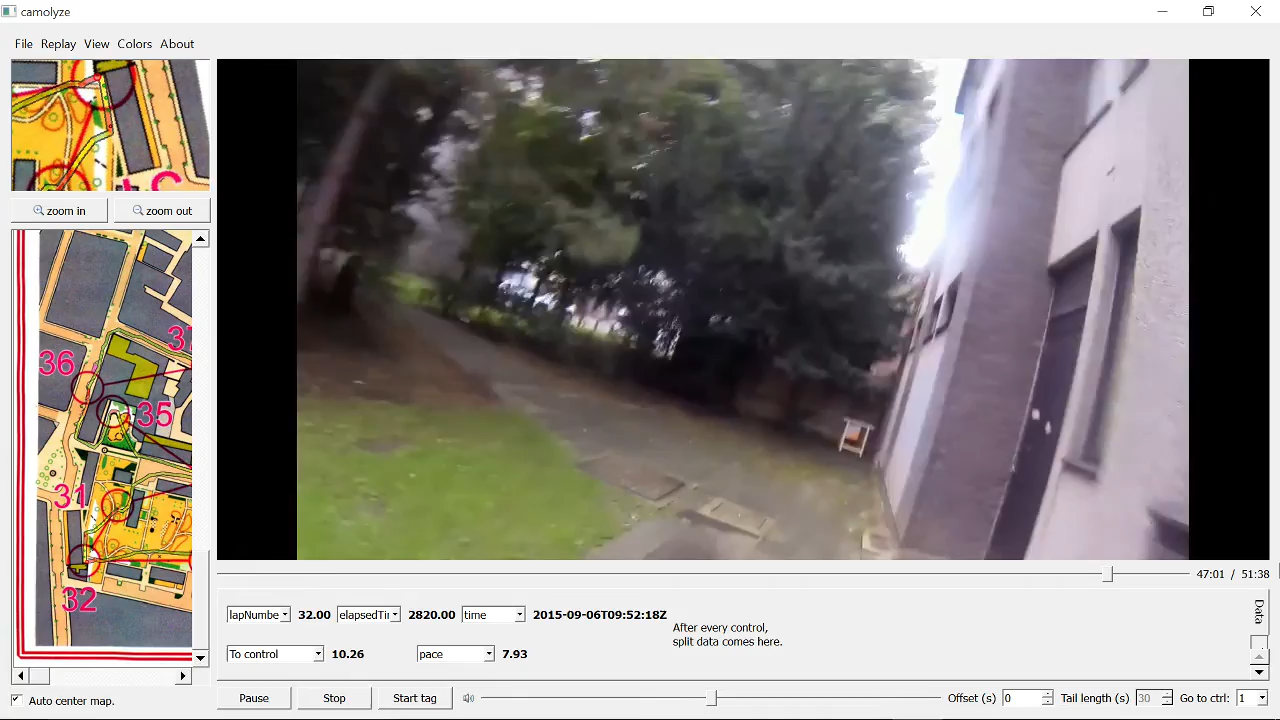 camolyze
File Replay View Colors About
zoom in zoom out
37
36
35
31
32
47:01 / 51:38
lapNumbe 32.00 elapsedTi 2820.00 time 2015-09-06T09:52:18Z
After every control,
split data comes here.
Data
To control 10.26 pace 7.93
Auto center map.
Pause Stop Start tag Offset (s) 0 Tail length (s) 30 Go to ctrl: 1